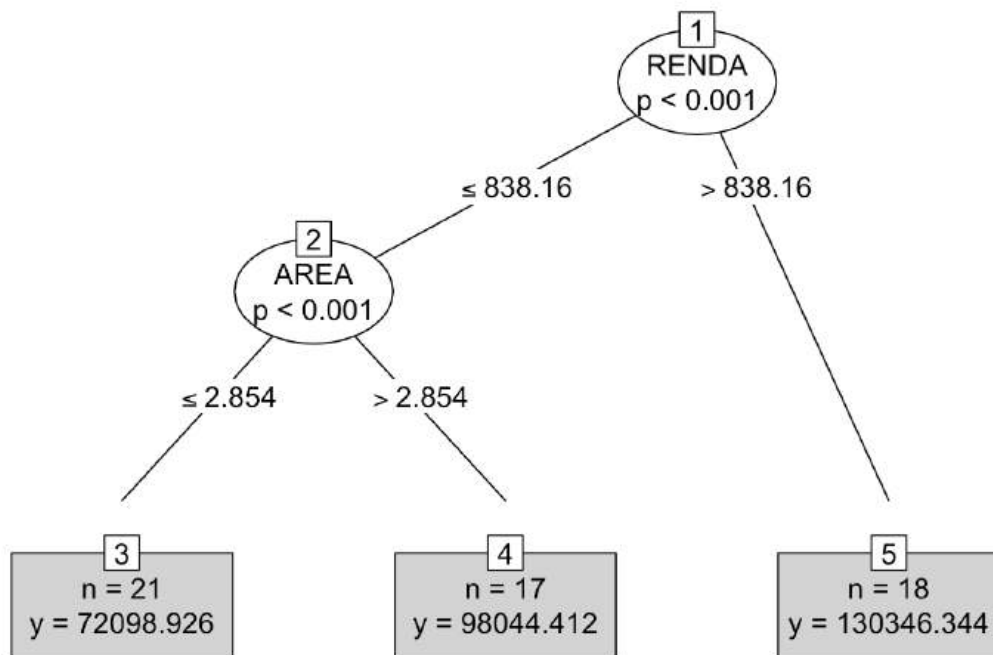 1
RENDA
p < 0.001
≤ 838.16
> 838.16
2
AREA
p < 0.001
≤ 2.854
> 2.854
3
n = 21
y = 72098.926
4
n = 17
y = 98044.412
5
n = 18
y = 130346.344